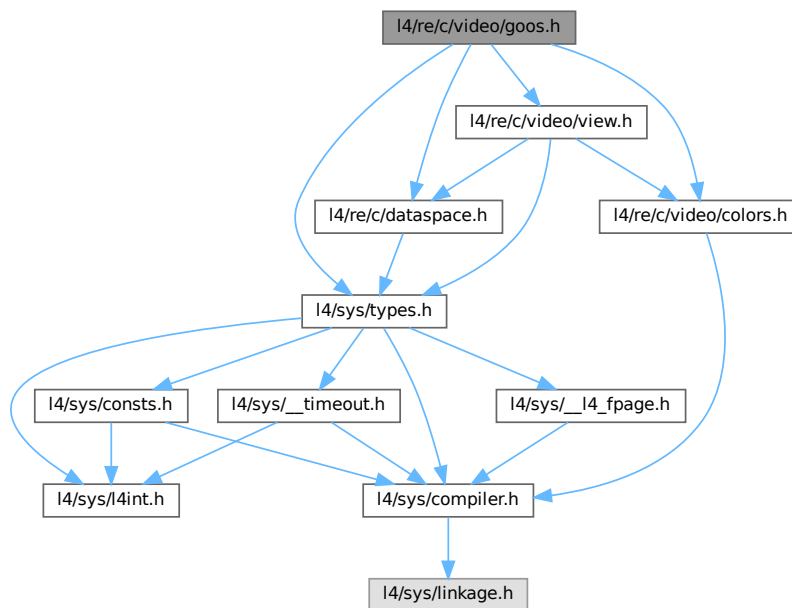 l4/re/c/video/goos.h
l4/re/c/video/view.h
l4/re/c/dataspace.h
l4/re/c/video/colors.h
l4/sys/types.h
l4/sys/consts.h
l4/sys/__timeout.h
l4/sys/__l4_fpage.h
l4/sys/l4int.h
l4/sys/compiler.h
l4/sys/linkage.h